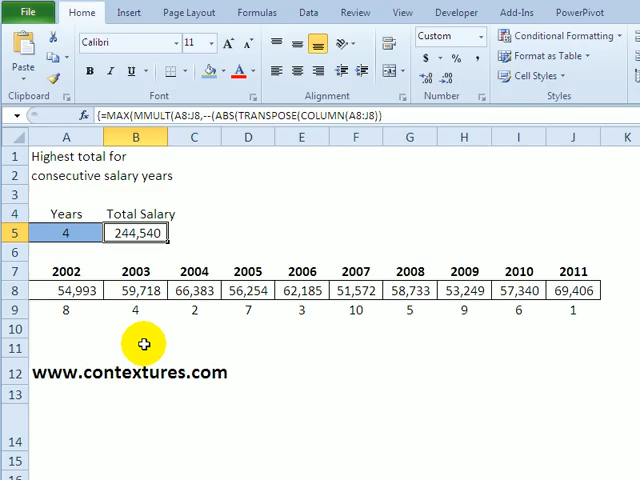 File Home Insert Page Layout Formulas Data Review View Developer Add-Ins PowerPivot
Calibri 11 Custom Conditional Formatting
Paste B I U A $ % , Format as Table
Cell Styles
Clipboard Font Alignment Number Styles
fx {=MAX(MMULT(A8:J8,--(ABS(TRANSPOSE(COLUMN(A8:J8))
A B C D E F G H I J K
1 Highest total for
2 consecutive salary years
3
4 Years Total Salary
5 4 244,540
6
7 2002 2003 2004 2005 2006 2007 2008 2009 2010 2011
8 54,993 59,718 66,383 56,254 62,185 51,572 58,733 53,249 57,340 69,406
9 8 4 2 7 3 10 5 9 6 1
10
11
12 www.contextures.com
13
14
15
16